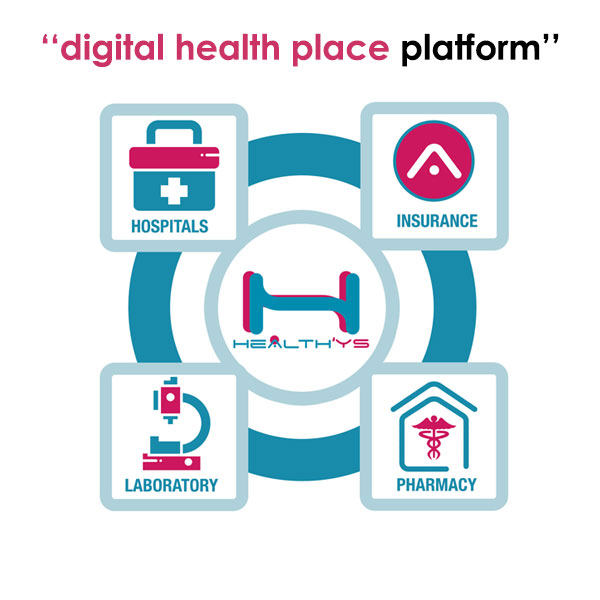 ‘‘digital health place platform’’
HOSPITALS
INSURANCE
HEALTH'YS
LABORATORY
PHARMACY